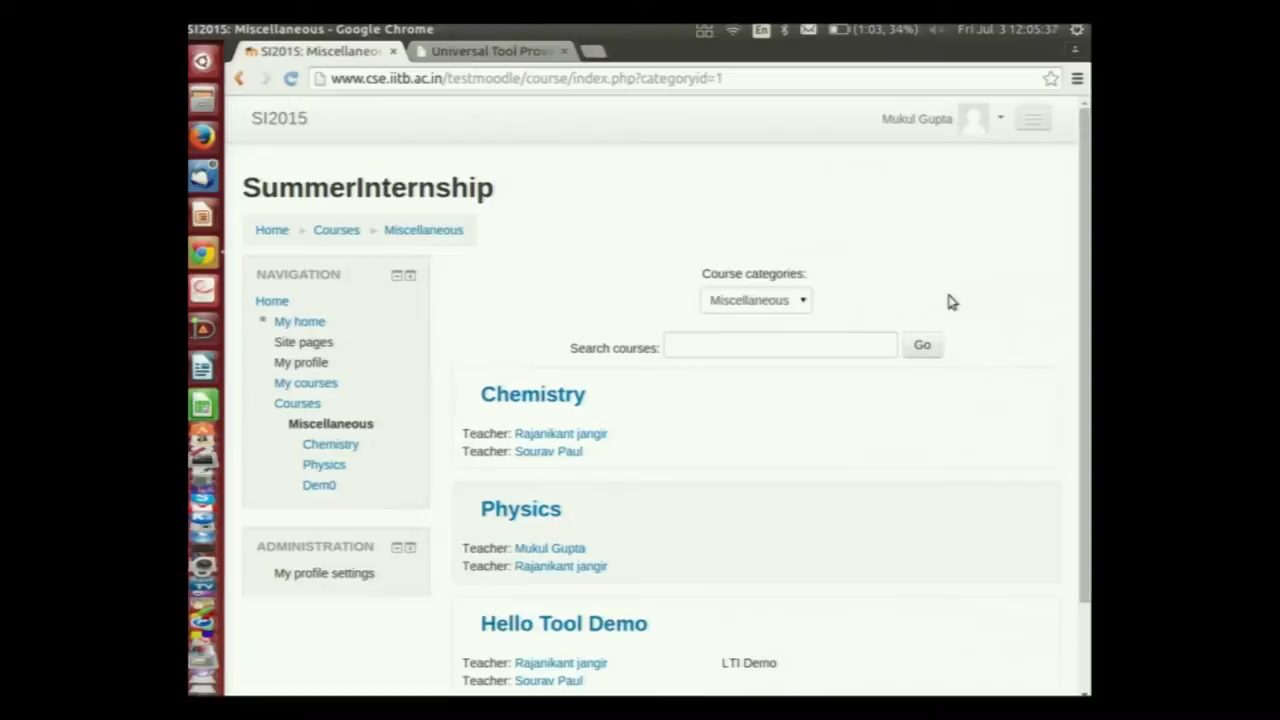 SI2015: Miscellaneous - Google Chrome
En (1:03, 34%) Fri Jul 3 12:05:37
SI2015: Miscellaneo × Universal Tool Prov ×
www.cse.iitb.ac.in/testmoodle/course/index.php?categoryid=1
SI2015
Mukul Gupta
SummerInternship
Home ► Courses ► Miscellaneous
NAVIGATION
Home
My home
Site pages
My profile
My courses
Courses
Miscellaneous
Chemistry
Physics
Dem0
ADMINISTRATION
My profile settings
Course categories:
Miscellaneous
Search courses:
Go
Chemistry
Teacher: Rajanikant jangir
Teacher: Sourav Paul
Physics
Teacher: Mukul Gupta
Teacher: Rajanikant jangir
Hello Tool Demo
Teacher: Rajanikant jangir LTI Demo
Teacher: Sourav Paul